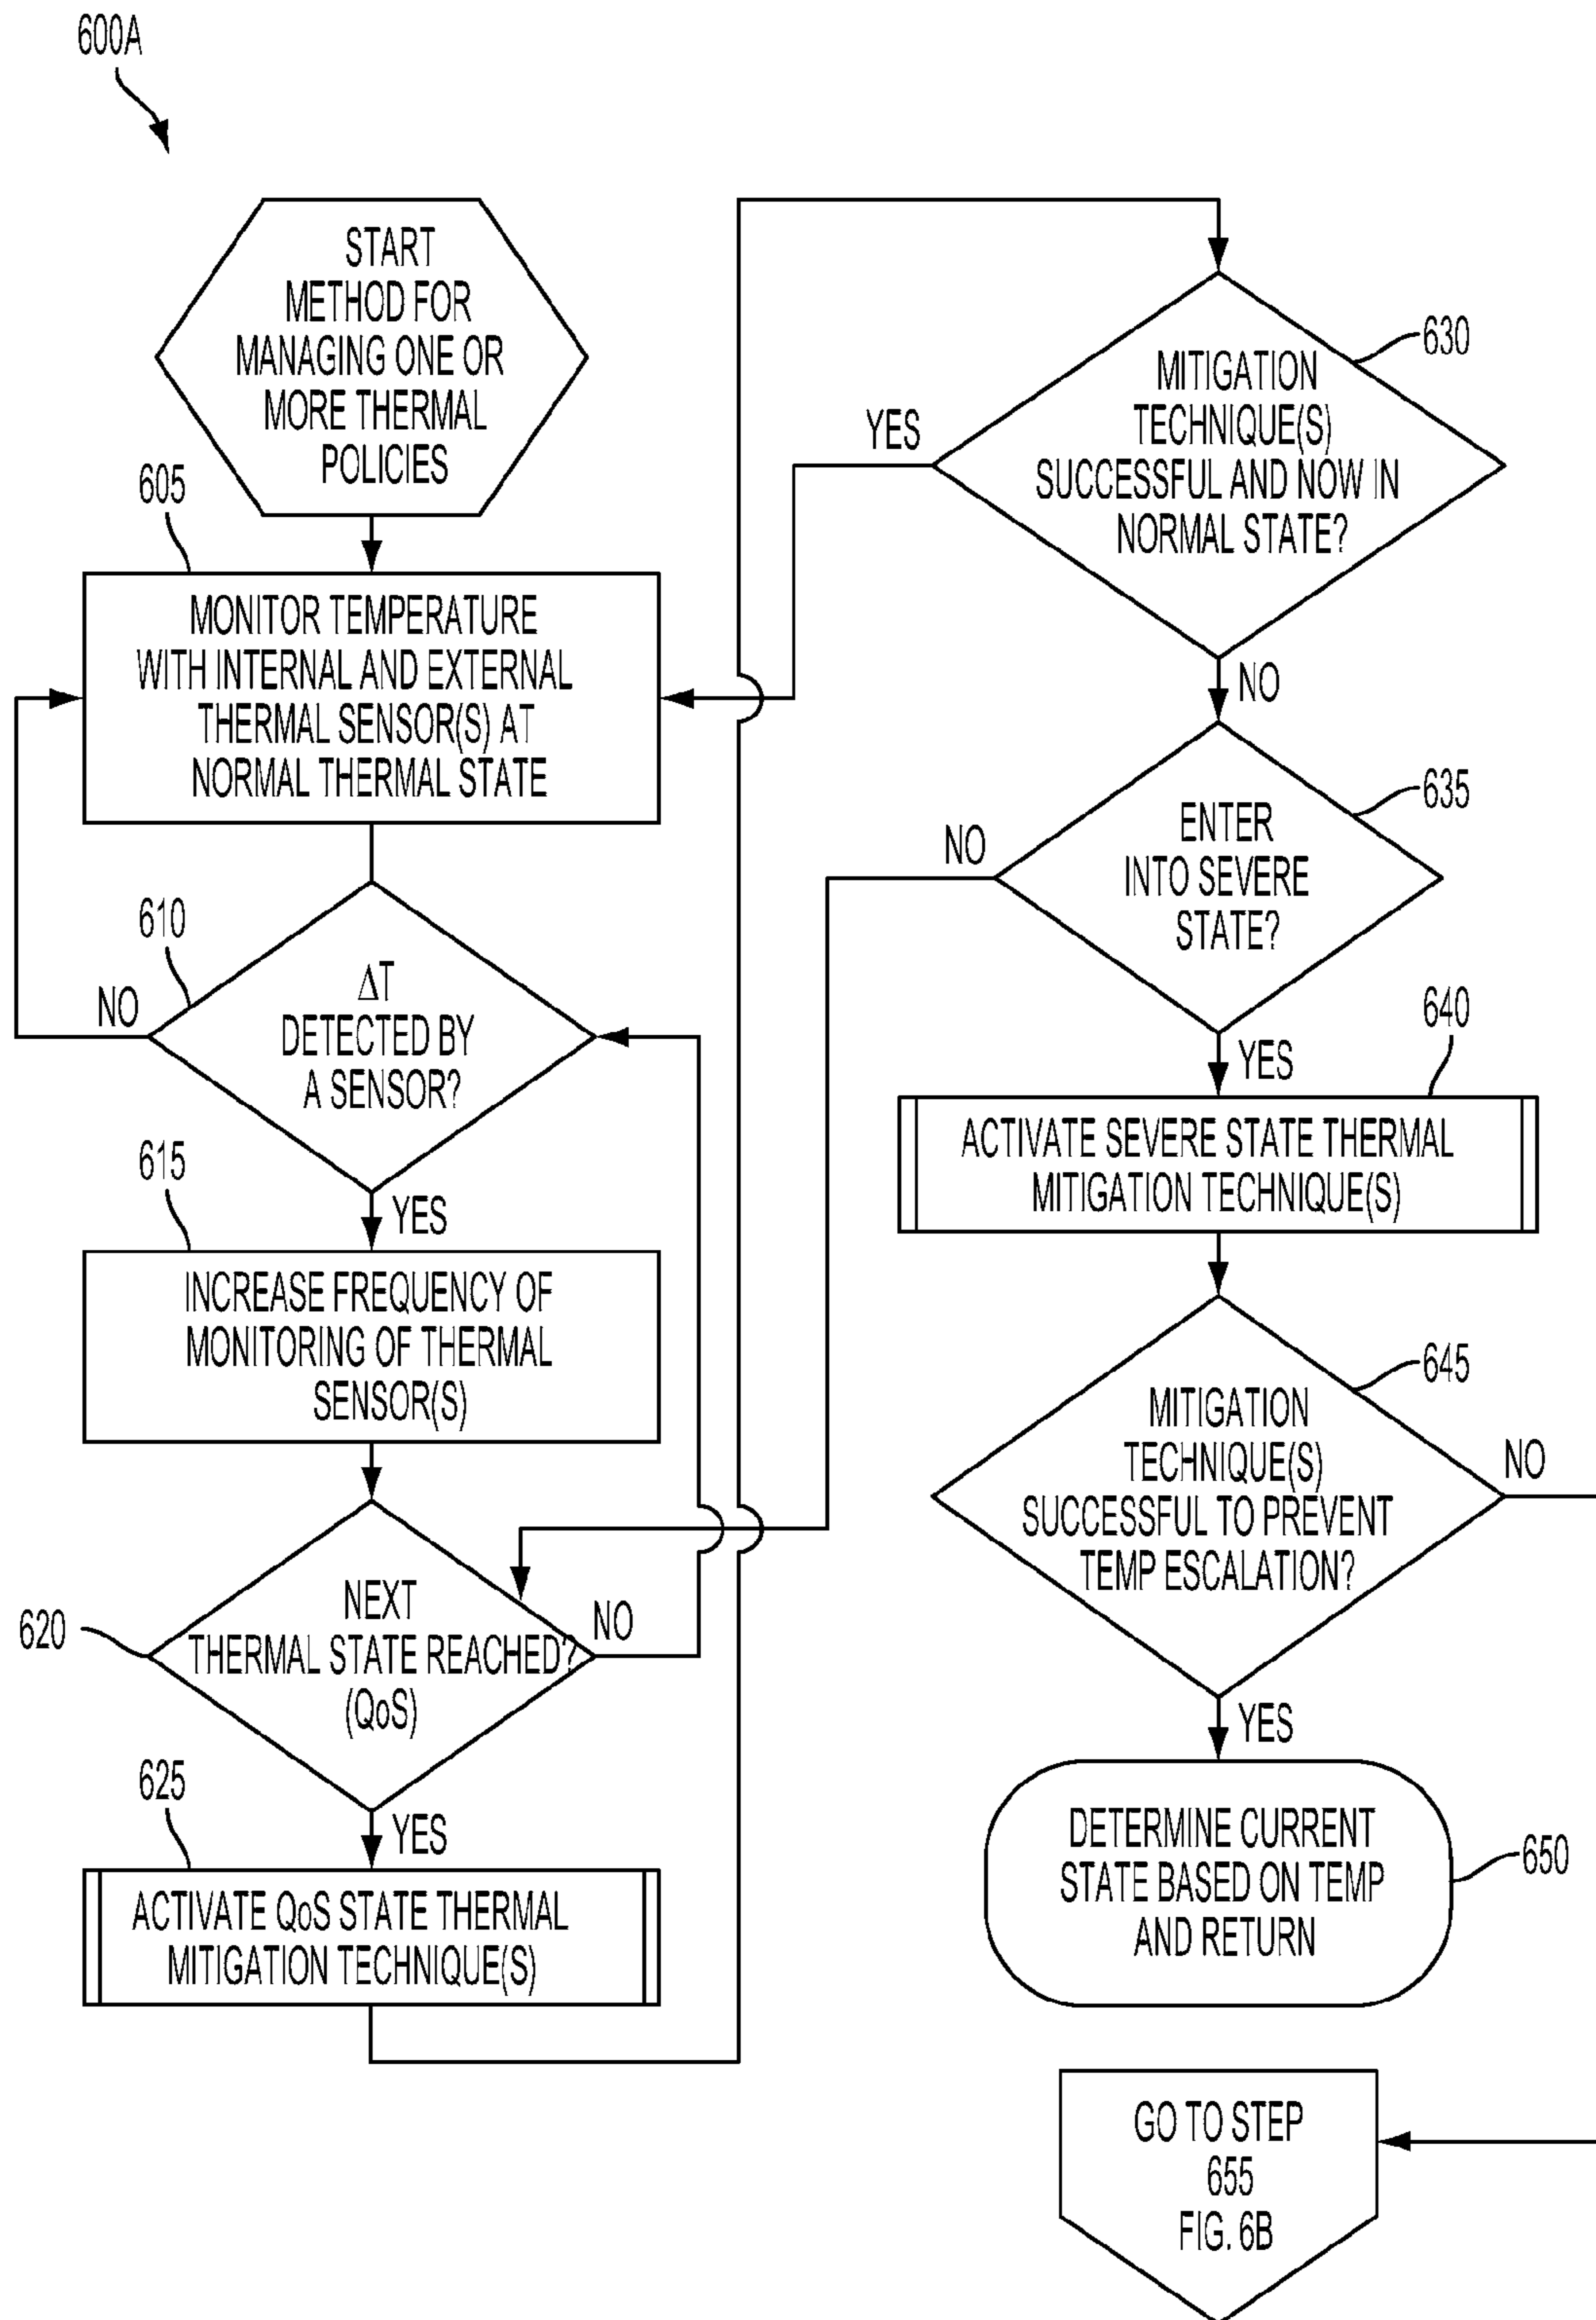 600A
START
METHOD FOR
MANAGING ONE OR
MORE THERMAL
POLICIES
605
MONITOR TEMPERATURE
WITH INTERNAL AND EXTERNAL
THERMAL SENSOR(S) AT
NORMAL THERMAL STATE
610
ΔT
DETECTED BY
A SENSOR?
NO
YES
615
INCREASE FREQUENCY OF
MONITORING OF THERMAL
SENSOR(S)
620
NEXT
THERMAL STATE REACHED?
(QoS)
NO
YES
625
ACTIVATE QoS STATE THERMAL
MITIGATION TECHNIQUE(S)
630
MITIGATION
TECHNIQUE(S)
SUCCESSFUL AND NOW IN
NORMAL STATE?
YES
NO
635
ENTER
INTO SEVERE
STATE?
NO
YES
640
ACTIVATE SEVERE STATE THERMAL
MITIGATION TECHNIQUE(S)
645
MITIGATION
TECHNIQUE(S)
SUCCESSFUL TO PREVENT
TEMP ESCALATION?
NO
YES
650
DETERMINE CURRENT
STATE BASED ON TEMP
AND RETURN
GO TO STEP
655
FIG. 6B